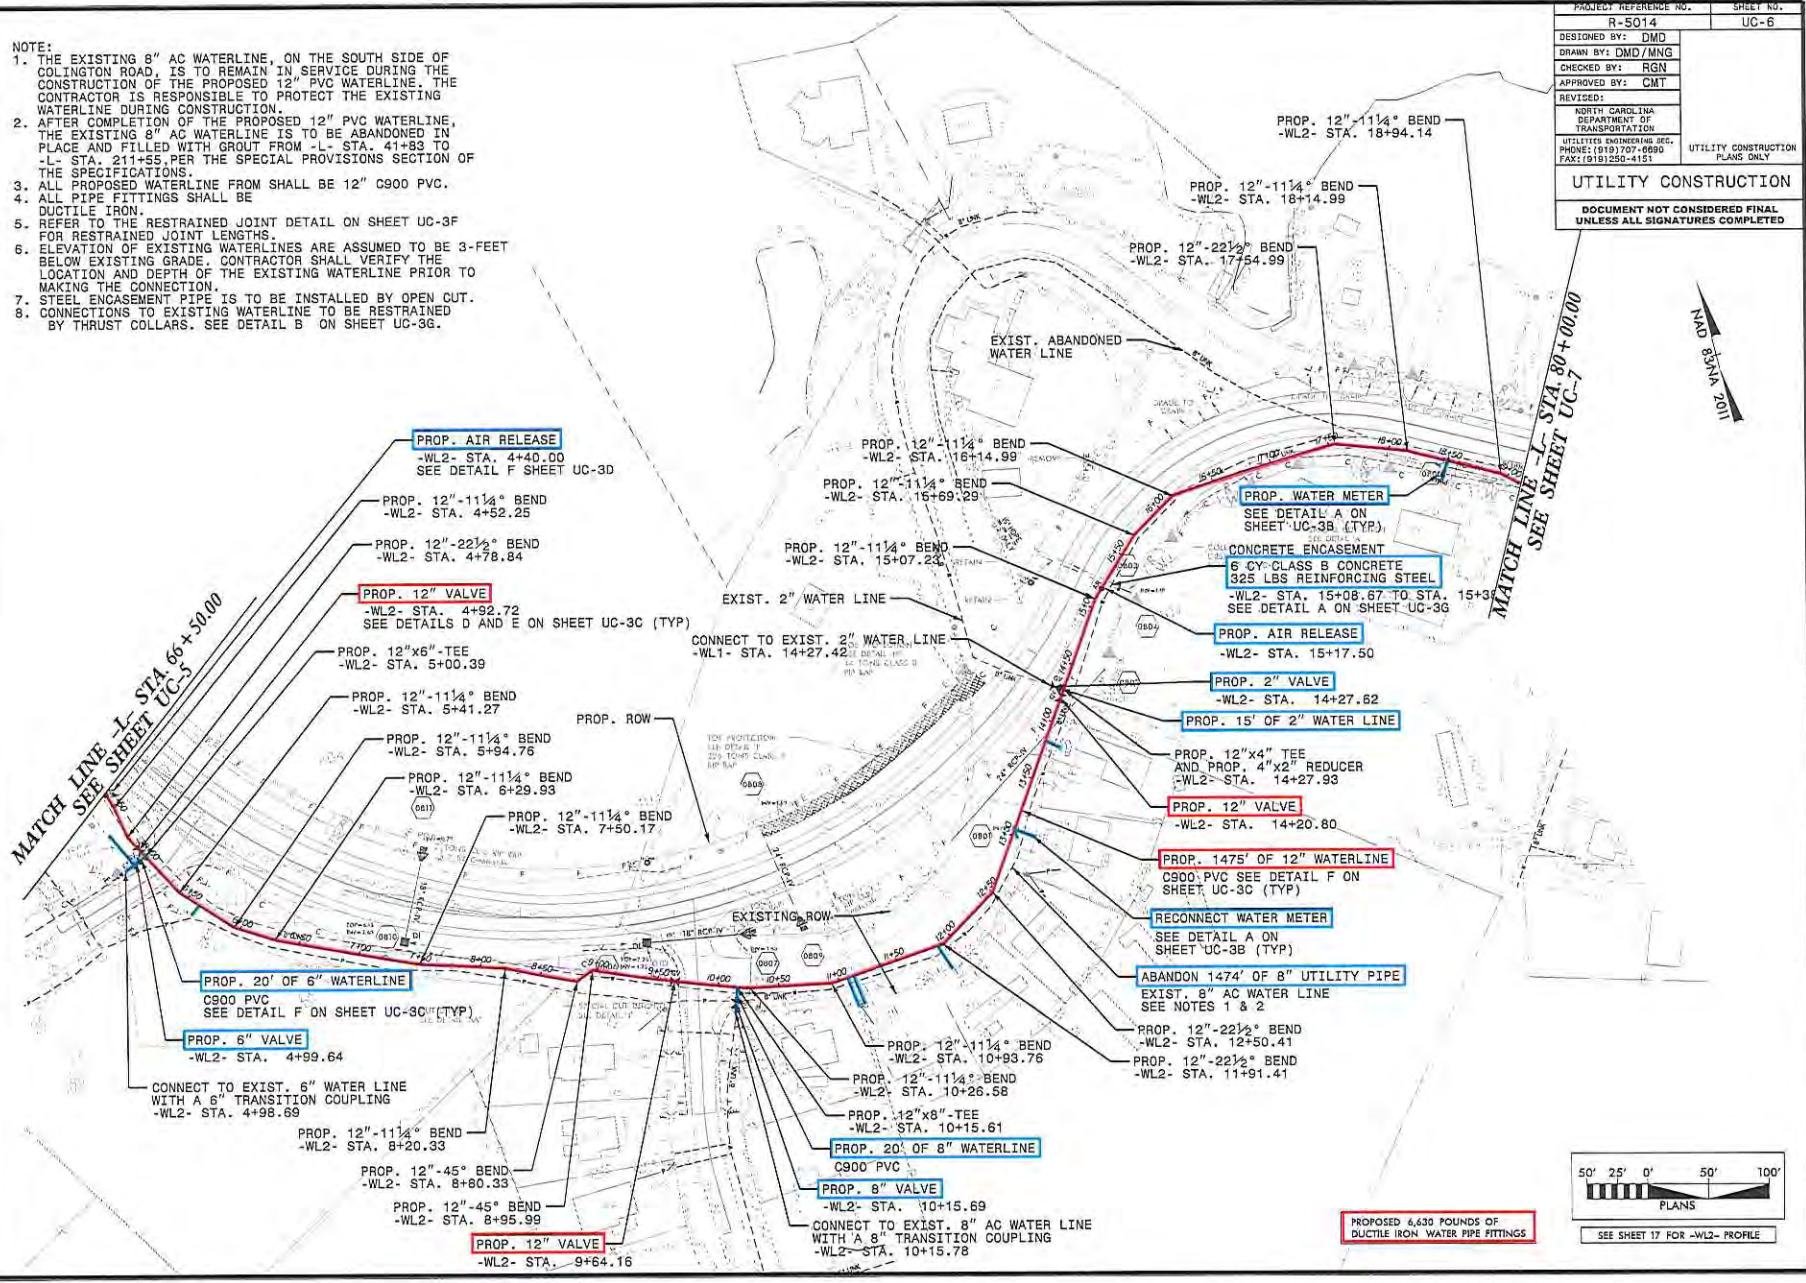 NOTE:
1. THE EXISTING 8" AC WATERLINE, ON THE SOUTH SIDE OF
COLINGTON ROAD, IS TO REMAIN IN SERVICE DURING THE
CONSTRUCTION OF THE PROPOSED 12" PVC WATERLINE. THE
CONTRACTOR IS RESPONSIBLE TO PROTECT THE EXISTING
WATERLINE DURING CONSTRUCTION.
2. AFTER COMPLETION OF THE PROPOSED 12" PVC WATERLINE,
THE EXISTING 8" AC WATERLINE IS TO BE ABANDONED IN
PLACE AND FILLED WITH GROUT FROM -L- STA. 41+83 TO
-L- STA. 211+55,PER THE SPECIAL PROVISIONS SECTION OF
THE SPECIFICATIONS.
3. ALL PROPOSED WATERLINE FROM SHALL BE 12" C900 PVC.
4. ALL PIPE FITTINGS SHALL BE
DUCTILE IRON.
5. REFER TO THE RESTRAINED JOINT DETAIL ON SHEET UC-3F
FOR RESTRAINED JOINT LENGTHS.
6. ELEVATION OF EXISTING WATERLINES ARE ASSUMED TO BE 3-FEET
BELOW EXISTING GRADE. CONTRACTOR SHALL VERIFY THE
LOCATION AND DEPTH OF THE EXISTING WATERLINE PRIOR TO
MAKING THE CONNECTION.
7. STEEL ENCASEMENT PIPE IS TO BE INSTALLED BY OPEN CUT.
8. CONNECTIONS TO EXISTING WATERLINE TO BE RESTRAINED
BY THRUST COLLARS. SEE DETAIL B ON SHEET UC-3G.
PROJECT REFERENCE NO. SHEET NO.
R-5014 UC-6
DESIGNED BY: DMD
DRAWN BY: DMD/MNG
CHECKED BY: RGN
APPROVED BY: CMT
REVISED:
NORTH CAROLINA
DEPARTMENT OF
TRANSPORTATION
UTILITIES ENGINEERING SEC.
PHONE:(919)707-6690
FAX:(919)250-4151
UTILITY CONSTRUCTION
PLANS ONLY
UTILITY CONSTRUCTION
DOCUMENT NOT CONSIDERED FINAL
UNLESS ALL SIGNATURES COMPLETED
PROP. 12"-11¼° BEND
-WL2- STA. 18+94.14
PROP. 12"-11¼° BEND
-WL2- STA. 18+14.99
PROP. 12"-22½° BEND
-WL2- STA. 17+54.99
NAD 83/NA 2011
EXIST. ABANDONED
WATER LINE
MATCH LINE -L- STA. 80+00.00
SEE SHEET UC-7
PROP. AIR RELEASE
-WL2- STA. 4+40.00
SEE DETAIL F SHEET UC-3D
PROP. 12"-11¼° BEND
-WL2- STA. 4+52.25
PROP. 12"-22½° BEND
-WL2- STA. 4+78.84
PROP. 12" VALVE
-WL2- STA. 4+92.72
SEE DETAILS D AND E ON SHEET UC-3C (TYP)
PROP. 12"x6"-TEE
-WL2- STA. 5+00.39
PROP. 12"-11¼° BEND
-WL2- STA. 5+41.27
PROP. 12"-11¼° BEND
-WL2- STA. 5+94.76
PROP. 12"-11¼° BEND
-WL2- STA. 6+29.93
PROP. 12"-11¼° BEND
-WL2- STA. 7+50.17
MATCH LINE -L- STA. 66+50.00
SEE SHEET UC-5
PROP. 12"-11¼° BEND
-WL2- STA. 16+14.99
PROP. 12"-11¼° BEND
-WL2- STA. 15+69.29
PROP. 12"-11¼° BEND
-WL2- STA. 15+07.23
EXIST. 2" WATER LINE
CONNECT TO EXIST. 2" WATER LINE
-WL1- STA. 14+27.42
PROP. ROW
EXISTING ROW
PROP. WATER METER
SEE DETAIL A ON
SHEET UC-3B (TYP)
CONCRETE ENCASEMENT
6 CY CLASS B CONCRETE
325 LBS REINFORCING STEEL
-WL2- STA. 15+08.67 TO STA. 15+38
SEE DETAIL A ON SHEET UC-3G
PROP. AIR RELEASE
-WL2- STA. 15+17.50
PROP. 2" VALVE
-WL2- STA. 14+27.62
PROP. 15' OF 2" WATER LINE
PROP. 12"x4" TEE
AND PROP. 4"x2" REDUCER
-WL2- STA. 14+27.93
PROP. 12" VALVE
-WL2- STA. 14+20.80
PROP. 1475' OF 12" WATERLINE
C900 PVC SEE DETAIL F ON
SHEET UC-3C (TYP)
RECONNECT WATER METER
SEE DETAIL A ON
SHEET UC-3B (TYP)
ABANDON 1474' OF 8" UTILITY PIPE
EXIST. 8" AC WATER LINE
SEE NOTES 1 & 2
PROP. 12"-22½° BEND
-WL2- STA. 12+50.41
PROP. 12"-22½° BEND
-WL2- STA. 11+91.41
PROP. 12"-11¼° BEND
-WL2- STA. 10+93.76
PROP. 12"-11¼° BEND
-WL2- STA. 10+26.58
PROP. 12"x8"-TEE
-WL2- STA. 10+15.61
PROP. 20' OF 8" WATERLINE
C900 PVC
PROP. 8" VALVE
-WL2- STA. 10+15.69
CONNECT TO EXIST. 8" AC WATER LINE
WITH A 8" TRANSITION COUPLING
-WL2- STA. 10+15.78
PROP. 20' OF 6" WATERLINE
C900 PVC
SEE DETAIL F ON SHEET UC-3C (TYP)
PROP. 6" VALVE
-WL2- STA. 4+99.64
CONNECT TO EXIST. 6" WATER LINE
WITH A 6" TRANSITION COUPLING
-WL2- STA. 4+98.69
PROP. 12"-11¼° BEND
-WL2- STA. 8+20.33
PROP. 12"-45° BEND
-WL2- STA. 8+80.33
PROP. 12"-45° BEND
-WL2- STA. 8+95.99
PROP. 12" VALVE
-WL2- STA. 9+64.16
PROPOSED 6,630 POUNDS OF
DUCTILE IRON WATER PIPE FITTINGS
50' 25' 0' 50' 100'
PLANS
SEE SHEET 17 FOR -WL2- PROFILE